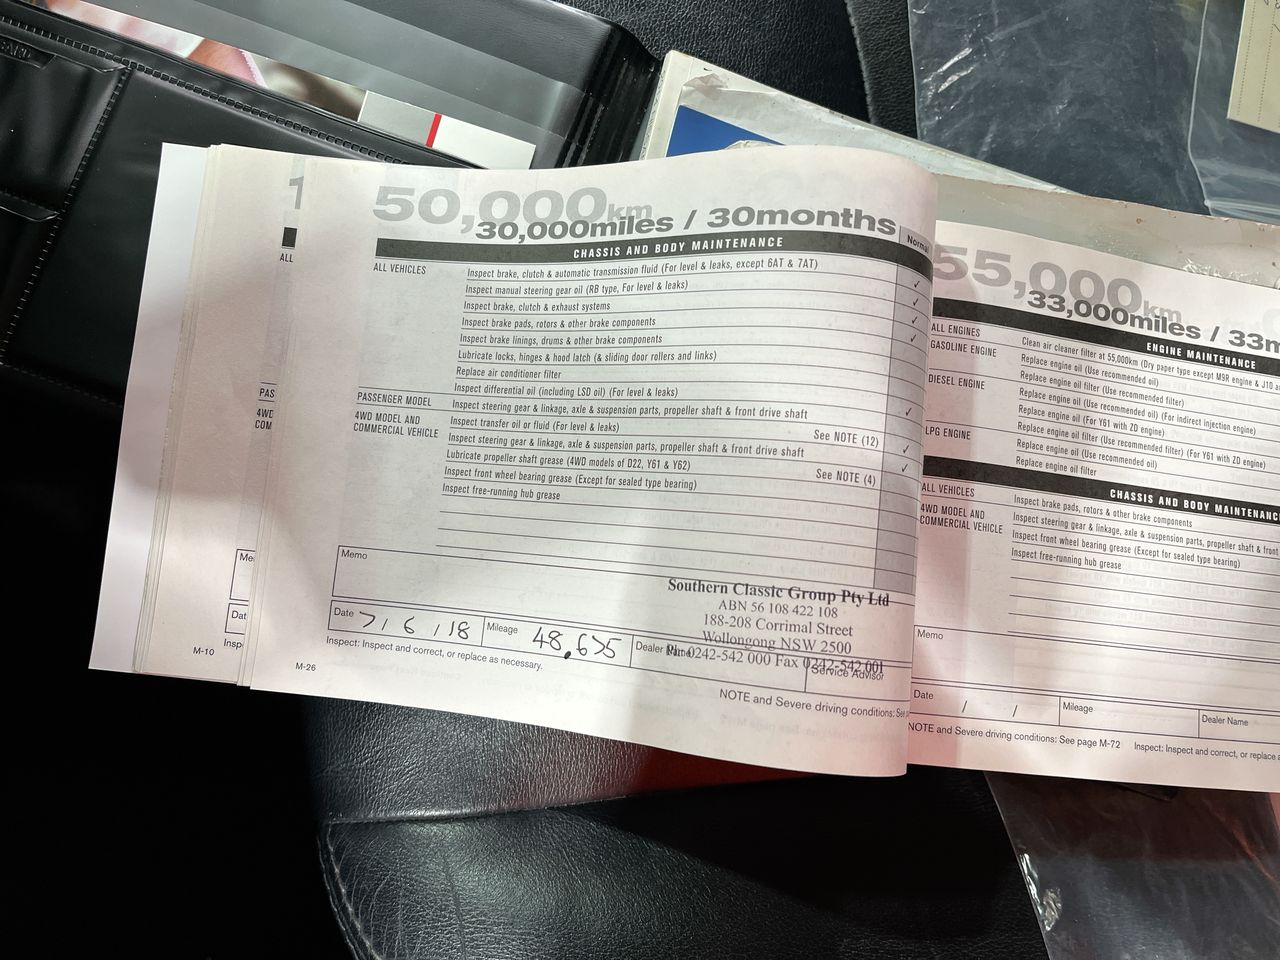 50,000km
30,000miles / 30months
Normal
CHASSIS AND BODY MAINTENANCE
ALL VEHICLES
Inspect brake, clutch & automatic transmission fluid (For level & leaks, except 6AT & 7AT) ✓
Inspect manual steering gear oil (RB type, For level & leaks) ✓
Inspect brake, clutch & exhaust systems ✓
Inspect brake pads, rotors & other brake components ✓
Inspect brake linings, drums & other brake components
Lubricate locks, hinges & hood latch (& sliding door rollers and links)
Replace air conditioner filter
Inspect differential oil (including LSD oil) (For level & leaks) ✓
PASSENGER MODEL
Inspect steering gear & linkage, axle & suspension parts, propeller shaft & front drive shaft
4WD MODEL AND
COMMERCIAL VEHICLE
Inspect transfer oil or fluid (For level & leaks) See NOTE (12) ✓
Inspect steering gear & linkage, axle & suspension parts, propeller shaft & front drive shaft ✓
Lubricate propeller shaft grease (4WD models of D22, Y61 & Y62) See NOTE (4)
Inspect front wheel bearing grease (Except for sealed type bearing)
Inspect free-running hub grease
Memo
Southern Classic Group Pty Ltd
ABN 56 108 422 108
188-208 Corrimal Street
Wollongong NSW 2500
Ph: 0242-542 000 Fax 0242-542 001
Date 7/6/18 Mileage 48,635 Dealer Service Advisor
Inspect: Inspect and correct, or replace as necessary.
M-26
NOTE and Severe driving conditions: See
1
ALL
PAS
4WD
COM
Me
Dat
Insp
M-10
55,000km
33,000miles / 33m
ENGINE MAINTENANCE
ALL ENGINES
Clean air cleaner filter at 55,000km (Dry paper type except M9R engine & J10
GASOLINE ENGINE
Replace engine oil (Use recommended oil)
Replace engine oil filter (Use recommended filter)
DIESEL ENGINE
Replace engine oil (Use recommended oil) (For indirect injection engine)
Replace engine oil (For Y61 with ZD engine)
Replace engine oil filter (Use recommended filter) (For Y61 with ZD engine)
LPG ENGINE
Replace engine oil (Use recommended oil)
Replace engine oil filter
CHASSIS AND BODY MAINTENANC
ALL VEHICLES
Inspect brake pads, rotors & other brake components
4WD MODEL AND
COMMERCIAL VEHICLE
Inspect steering gear & linkage, axle & suspension parts, propeller shaft & front
Inspect front wheel bearing grease (Except for sealed type bearing)
Inspect free-running hub grease
Memo
Date / / Mileage Dealer Name
NOTE and Severe driving conditions: See page M-72 Inspect: Inspect and correct, or replace